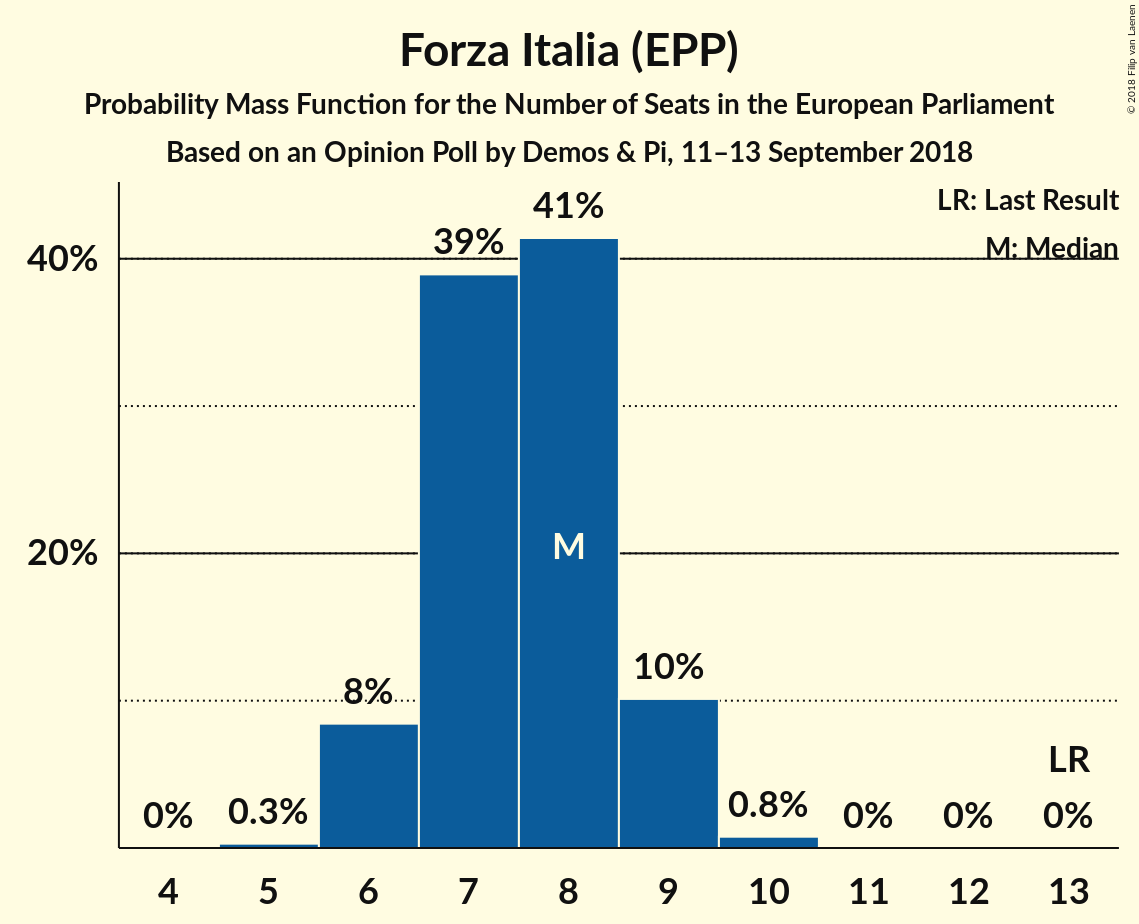 Forza Italia (EPP)
Probability Mass Function for the Number of Seats in the European Parliament
Based on an Opinion Poll by Demos & Pi, 11–13 September 2018
© 2018 Filip van Laenen
LR: Last Result
M: Median
40%
20%
0%
0.3%
8%
39%
41%
M
10%
0.8%
0%
0%
LR
0%
4 5 6 7 8 9 10 11 12 13